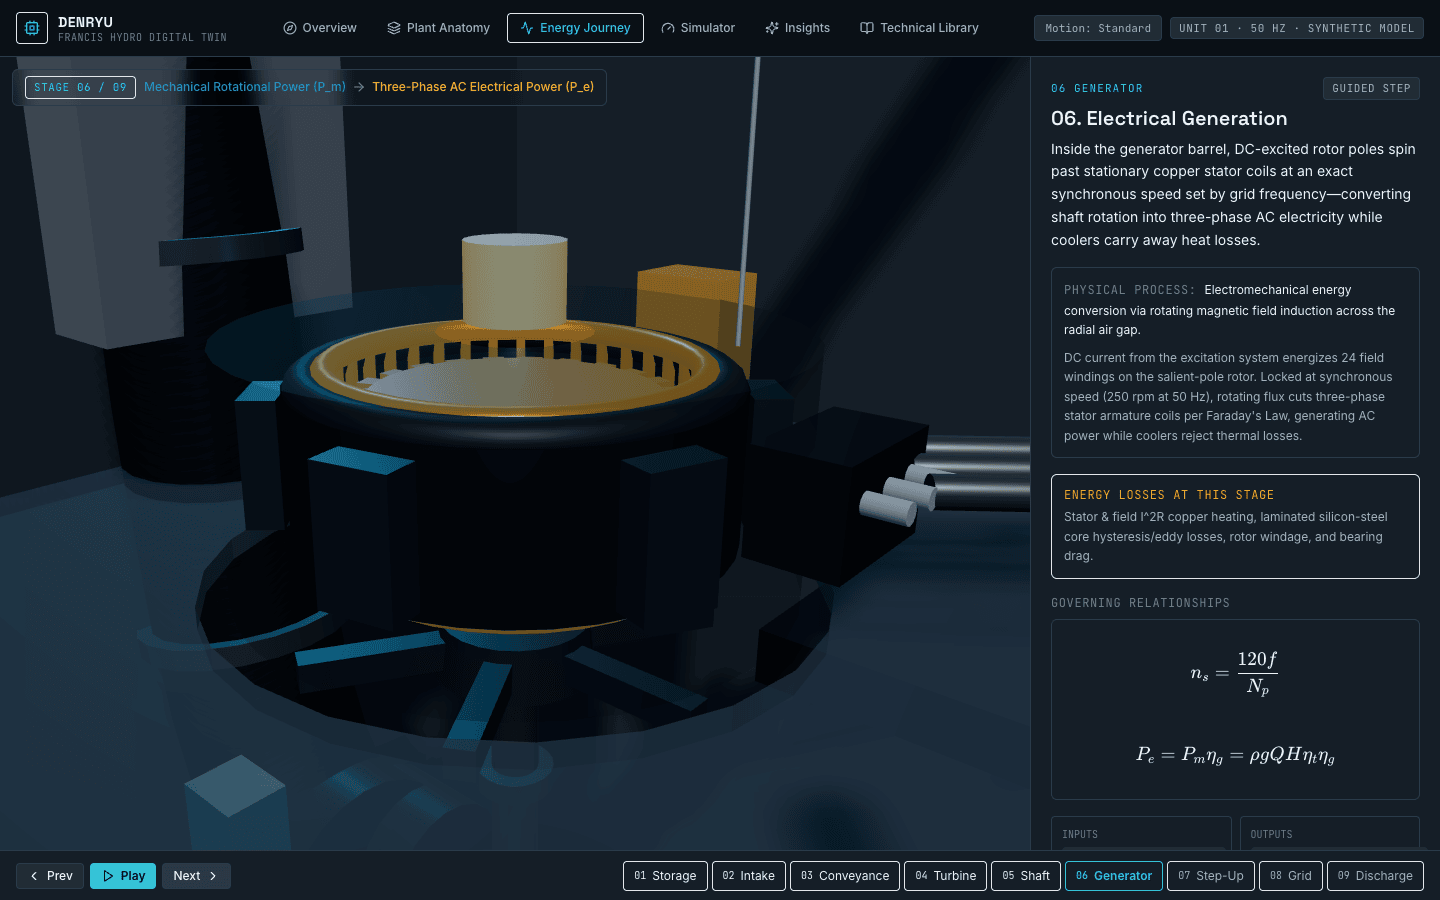 DENRYU
FRANCIS HYDRO DIGITAL TWIN
Overview
Plant Anatomy
Energy Journey
Simulator
Insights
Technical Library
Motion: Standard
UNIT 01 · 50 HZ · SYNTHETIC MODEL
STAGE 06 / 09
Mechanical Rotational Power (P_m) → Three-Phase AC Electrical Power (P_e)
06 GENERATOR
GUIDED STEP
06. Electrical Generation
Inside the generator barrel, DC-excited rotor poles spin
past stationary copper stator coils at an exact
synchronous speed set by grid frequency—converting
shaft rotation into three-phase AC electricity while
coolers carry away heat losses.
PHYSICAL PROCESS: Electromechanical energy
conversion via rotating magnetic field induction across the
radial air gap.
DC current from the excitation system energizes 24 field
windings on the salient-pole rotor. Locked at synchronous
speed (250 rpm at 50 Hz), rotating flux cuts three-phase
stator armature coils per Faraday's Law, generating AC
power while coolers reject thermal losses.
ENERGY LOSSES AT THIS STAGE
Stator & field I^2R copper heating, laminated silicon-steel
core hysteresis/eddy losses, rotor windage, and bearing
drag.
GOVERNING RELATIONSHIPS
n_s = 120f / N_p
P_e = P_m η_g = ρgQHη_t η_g
INPUTS
OUTPUTS
Prev
Play
Next
01 Storage
02 Intake
03 Conveyance
04 Turbine
05 Shaft
06 Generator
07 Step-Up
08 Grid
09 Discharge